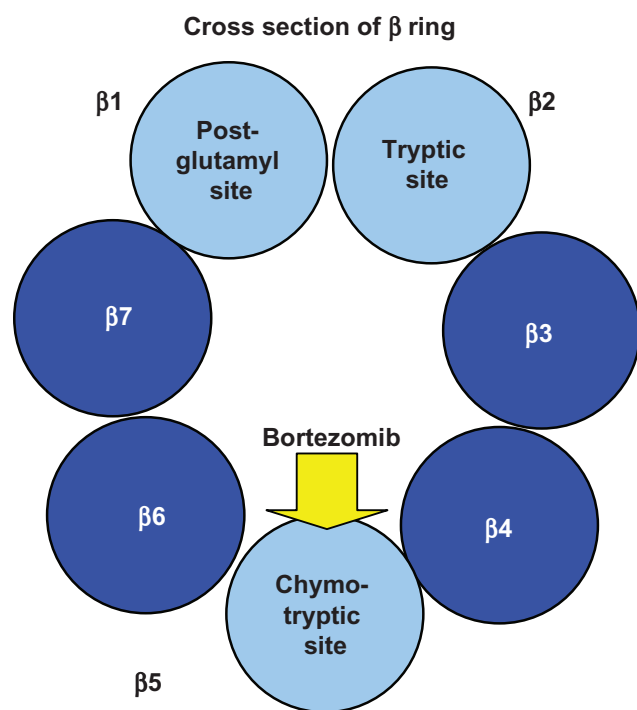 Cross section of β ring
β1
β2
Post-
glutamyl
site
Tryptic
site
β7
β3
Bortezomib
β6
β4
Chymo-
tryptic
site
β5